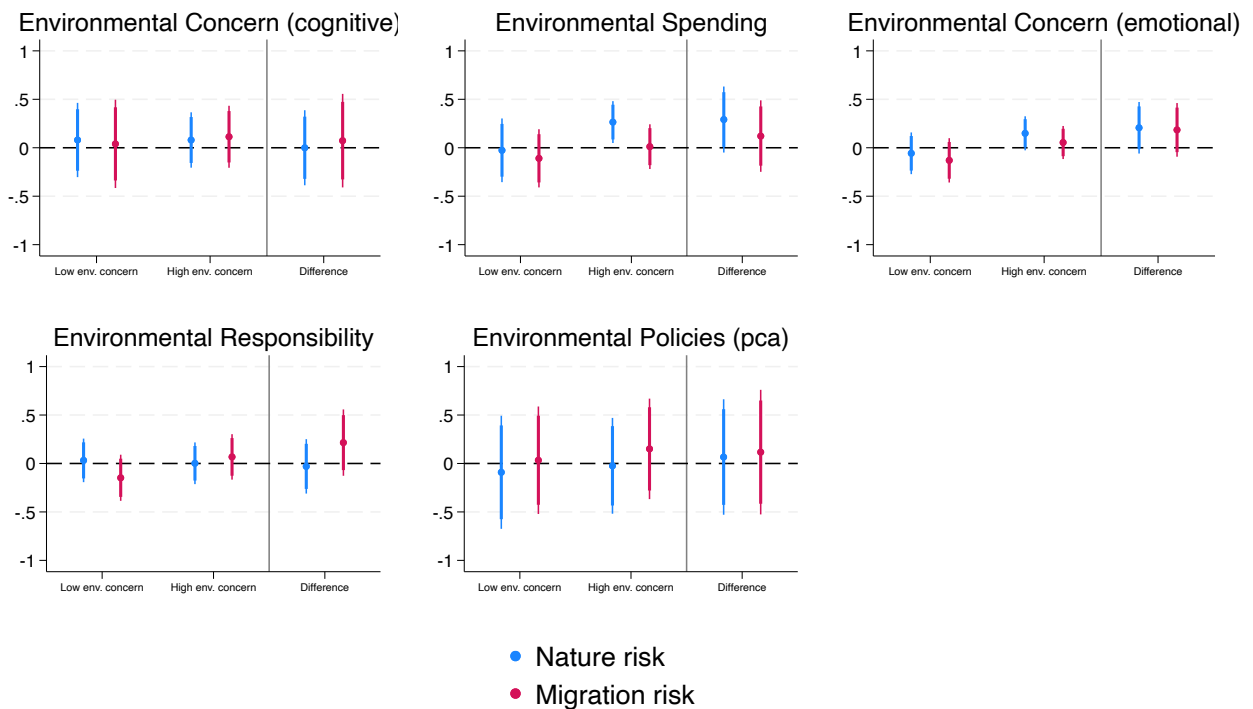 Environmental Concern (cognitive)
1
.5
0
-.5
-1
Low env. concern High env. concern Difference
Environmental Spending
1
.5
0
-.5
-1
Low env. concern High env. concern Difference
Environmental Concern (emotional)
1
.5
0
-.5
-1
Low env. concern High env. concern Difference
Environmental Responsibility
1
.5
0
-.5
-1
Low env. concern High env. concern Difference
Environmental Policies (pca)
1
.5
0
-.5
-1
Low env. concern High env. concern Difference
Nature risk
Migration risk